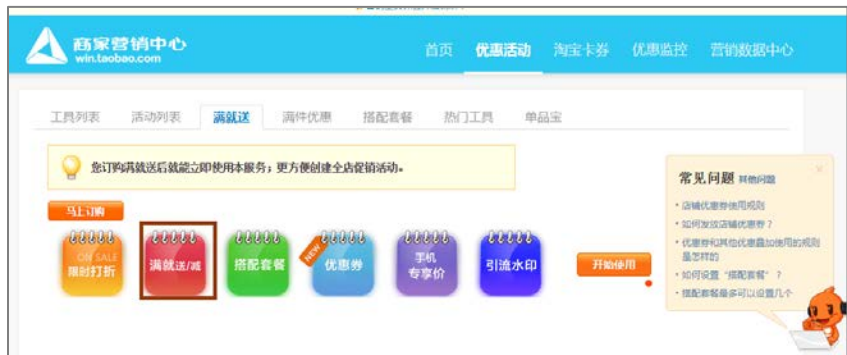 商家营销中心
win.taobao.com
首页 优惠活动 淘宝卡券 优惠监控 营销数据中心
工具列表 活动列表 满就送 满件优惠 搭配套餐 热门工具 单品宝
您订购满就送后就能立即使用本服务；更方便创建全店促销活动。
马上订购
ON SALE
限时打折
满就送/减
搭配套餐
NEW
优惠券
手机
专享价
引流水印
开始使用
常见问题 其他问题
• 店铺优惠券使用规则
• 如何发放店铺优惠券？
• 优惠券和其他优惠叠加使用的规则
是怎样的
• 如何设置“搭配套餐”？
• 搭配套餐最多可以设置几个